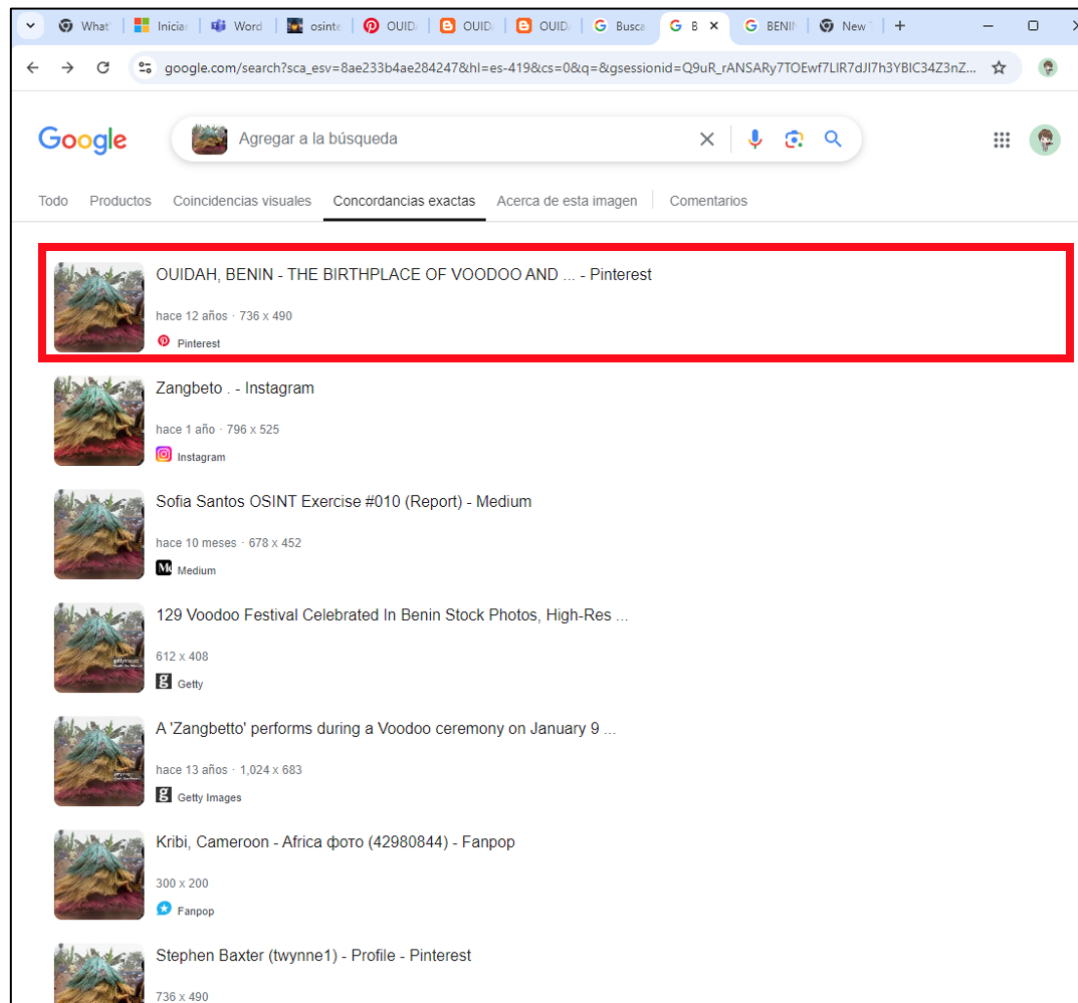 What'
Inicia
Word
osinte
OUID
OUID
OUID
Busca
B
BENIN
New T
google.com/search?sca_esv=8ae233b4ae284247&hl=es-419&cs=0&q=&gsessionid=Q9uR_rANSARy7TOEwf7LIR7dJI7h3YBIC34Z3nZ...
Google
Agregar a la búsqueda
Todo Productos Coincidencias visuales Concordancias exactas Acerca de esta imagen Comentarios
OUIDAH, BENIN - THE BIRTHPLACE OF VOODOO AND ... - Pinterest
hace 12 años · 736 x 490
Pinterest
Zangbeto . - Instagram
hace 1 año · 796 x 525
Instagram
Sofia Santos OSINT Exercise #010 (Report) - Medium
hace 10 meses · 678 x 452
Medium
129 Voodoo Festival Celebrated In Benin Stock Photos, High-Res ...
612 x 408
Getty
A 'Zangbetto' performs during a Voodoo ceremony on January 9 ...
hace 13 años · 1,024 x 683
Getty Images
Kribi, Cameroon - Africa фото (42980844) - Fanpop
300 x 200
Fanpop
Stephen Baxter (twynne1) - Profile - Pinterest
736 x 490